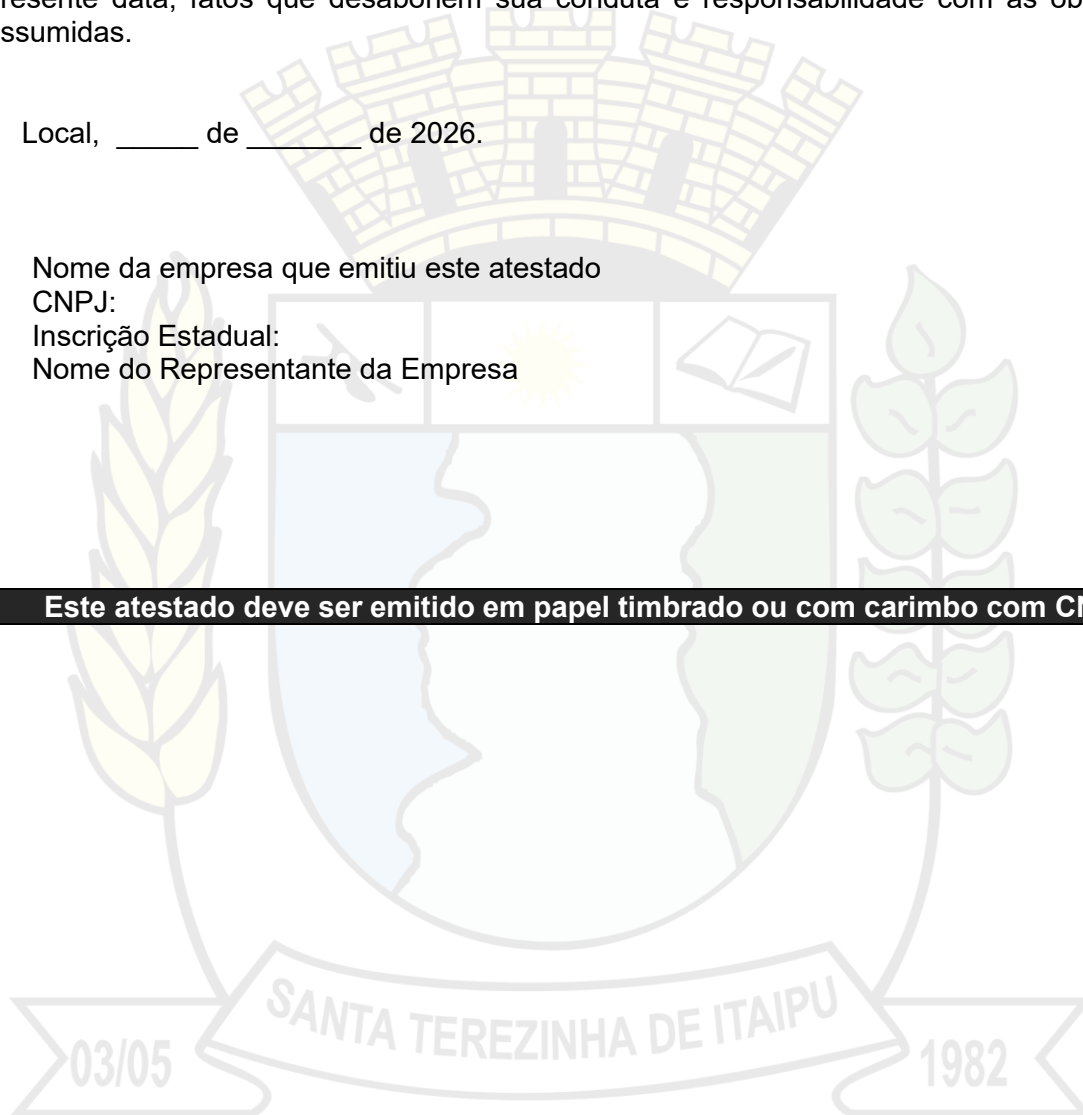 resente data, fatos que desabonem sua conduta e responsabilidade com as ob
ssumidas.
Local, _____ de _______ de 2026.
Nome da empresa que emitiu este atestado
CNPJ:
Inscrição Estadual:
Nome do Representante da Empresa
Este atestado deve ser emitido em papel timbrado ou com carimbo com CN
SANTA TEREZINHA DE ITAIPU
03/05
1982